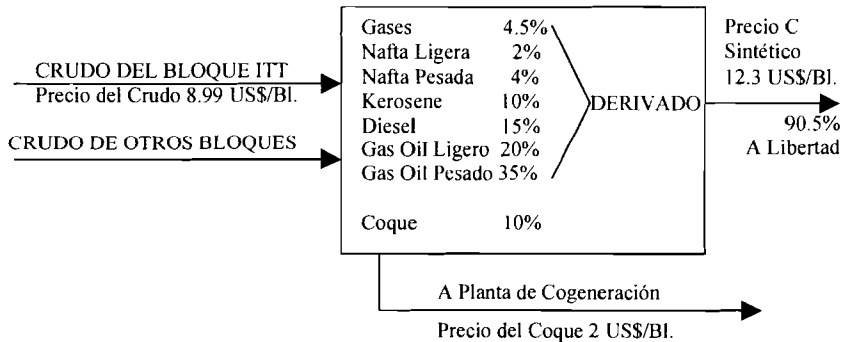 CRUDO DEL BLOQUE ITT
Precio del Crudo 8.99 US$/Bl.
CRUDO DE OTROS BLOQUES
Gases 4.5%
Nafta Ligera 2%
Nafta Pesada 4%
Kerosene 10%
Diesel 15%
Gas Oil Ligero 20%
Gas Oil Pesado 35%
Coque 10%
DERIVADO
Precio C
Sintético
12.3 US$/Bl.
90.5%
A Libertad
A Planta de Cogeneración
Precio del Coque 2 US$/Bl.